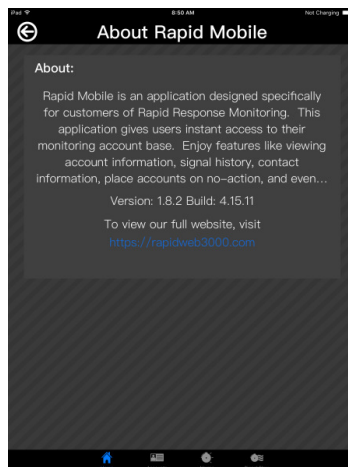 iPad
8:50 AM
Not Charging
About Rapid Mobile
About:
Rapid Mobile is an application designed specifically
for customers of Rapid Response Monitoring. This
application gives users instant access to their
monitoring account base. Enjoy features like viewing
account information, signal history, contact
information, place accounts on no-action, and even...
Version: 1.8.2 Build: 4.15.11
To view our full website, visit
https://rapidweb3000.com